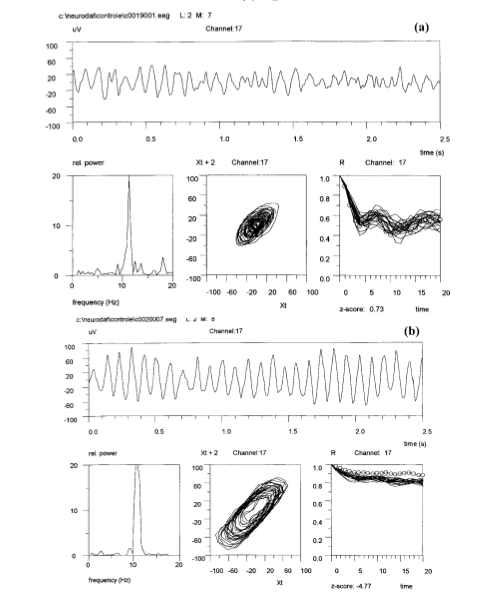 c:\neurodat\controle\c0019001.eeg L: 2 M: 7
(a)
uV Channel:17
100
60
20
-20
-60
-100
0.0 0.5 1.0 1.5 2.0 2.5
time (s)
rel. power Xt + 2 Channel:17 R Channel: 17
20 100 1.0
60 0.8
10 20 0.6
-20 0.4
-60 0.2
0 -100 0.0
0 10 20 -100 -60 -20 20 60 100 0 5 10 15 20
frequency (Hz) Xt z-score: 0.73 time
c:\neurodat\controle\c0020007.eeg L: 2 M: 8
(b)
uV Channel:17
100
60
20
-20
-60
-100
0.0 0.5 1.0 1.5 2.0 2.5
time (s)
rel. power Xt + 2 Channel:17 R Channel: 17
20 100 1.0
60 0.8
10 20 0.6
-20 0.4
-60 0.2
0 -100 0.0
0 10 20 -100 -60 -20 20 60 100 0 5 10 15 20
frequency (Hz) Xt z-score: -4.77 time